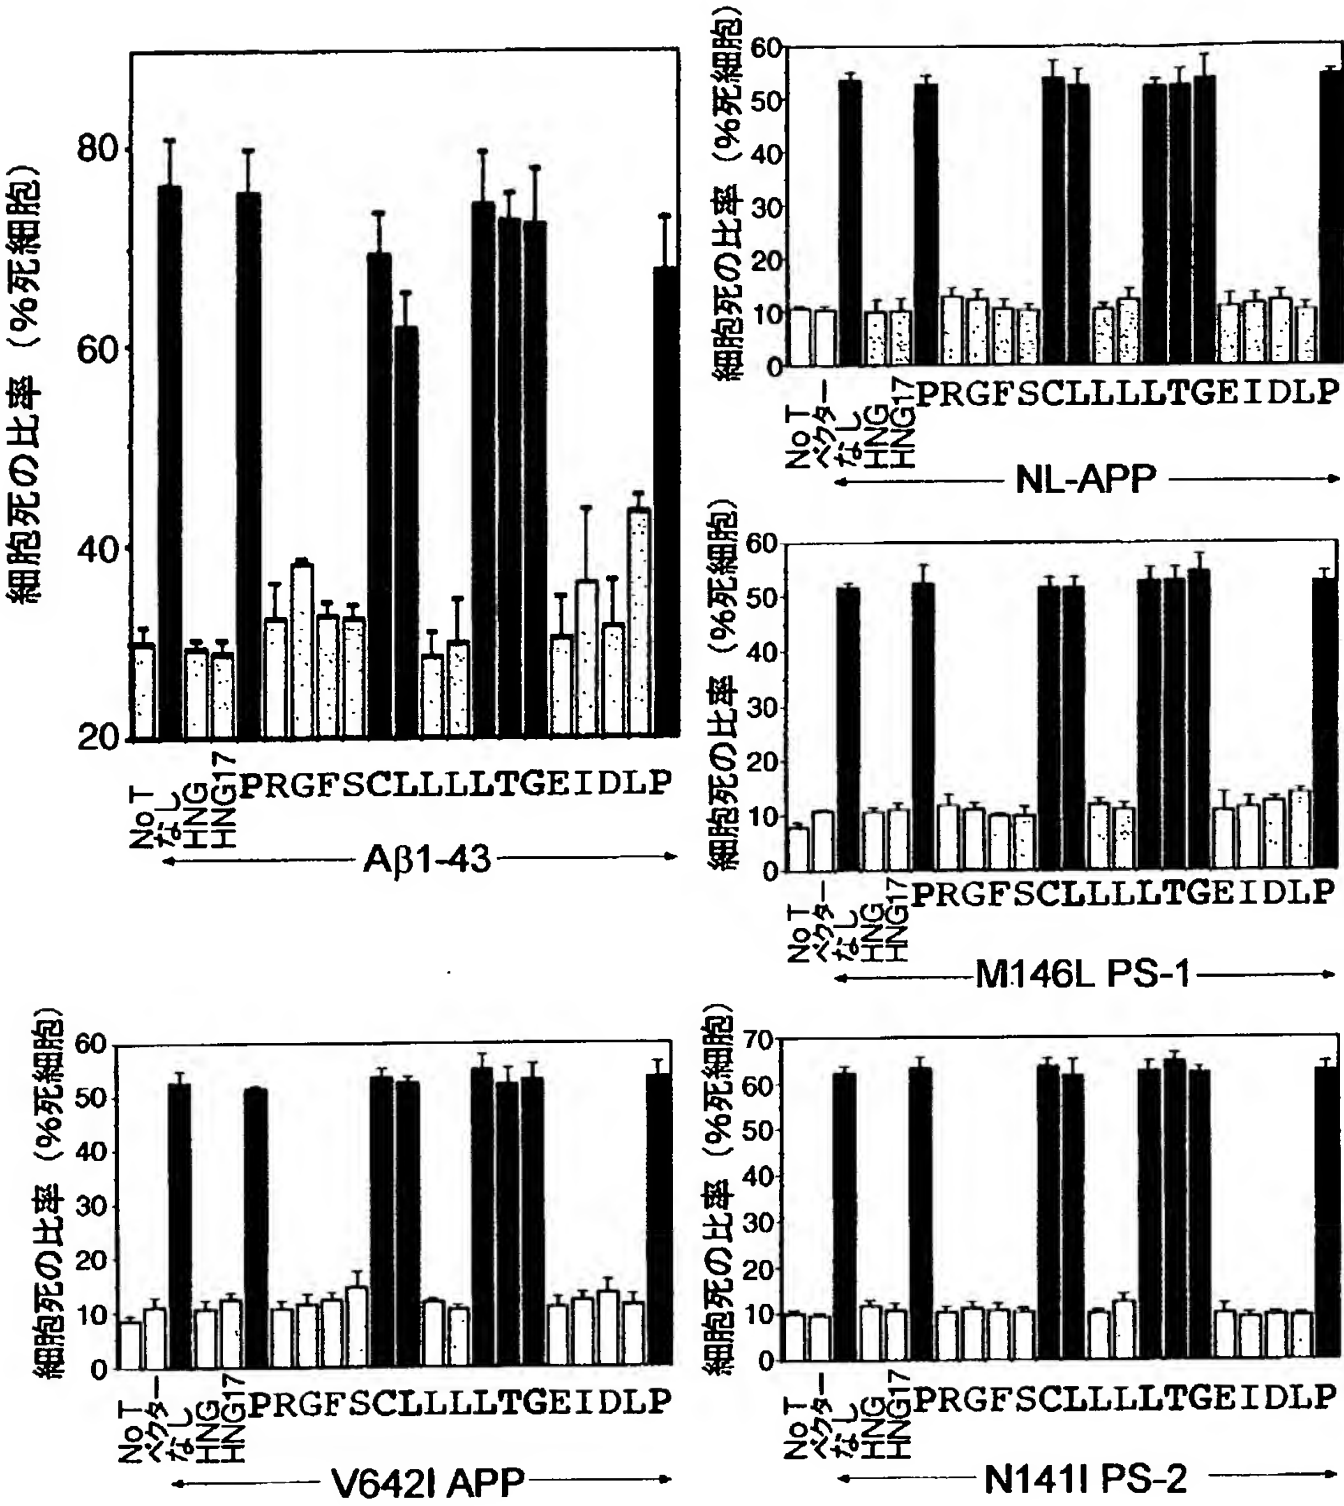 細胞死の比率 (%死細胞)
80
60
40
20
No T
なし
HNG
HNG17
PRGFSCLLLLTGEIDLP
Aβ1-43
細胞死の比率 (%死細胞)
60
50
40
30
20
10
0
No T
ベクター
なし
HNG
HNG17
PRGFSCLLLLTGEIDLP
NL-APP
細胞死の比率 (%死細胞)
60
50
40
30
20
10
0
No T
ベクター
なし
HNG
HNG17
PRGFSCLLLLTGEIDLP
M146L PS-1
細胞死の比率 (%死細胞)
60
50
40
30
20
10
0
No T
ベクター
なし
HNG
HNG17
PRGFSCLLLLTGEIDLP
V642I APP
細胞死の比率 (%死細胞)
70
60
50
40
30
20
10
0
No T
ベクター
なし
HNG
HNG17
PRGFSCLLLLTGEIDLP
N141I PS-2